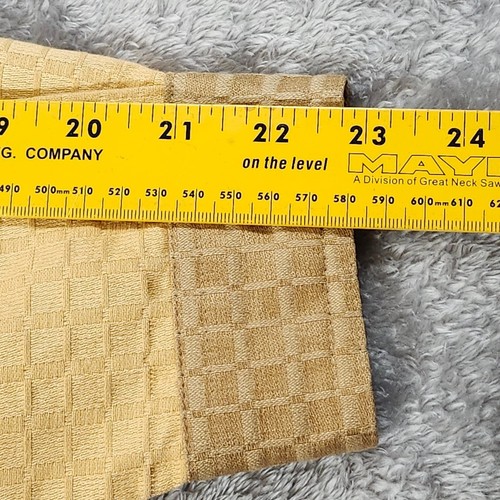 9 20 21 22 23 24
G. COMPANY on the level MAY
A Division of Great Neck Saw
490 500mm 510 520 530 540 550 560 570 580 590 600mm 610 62